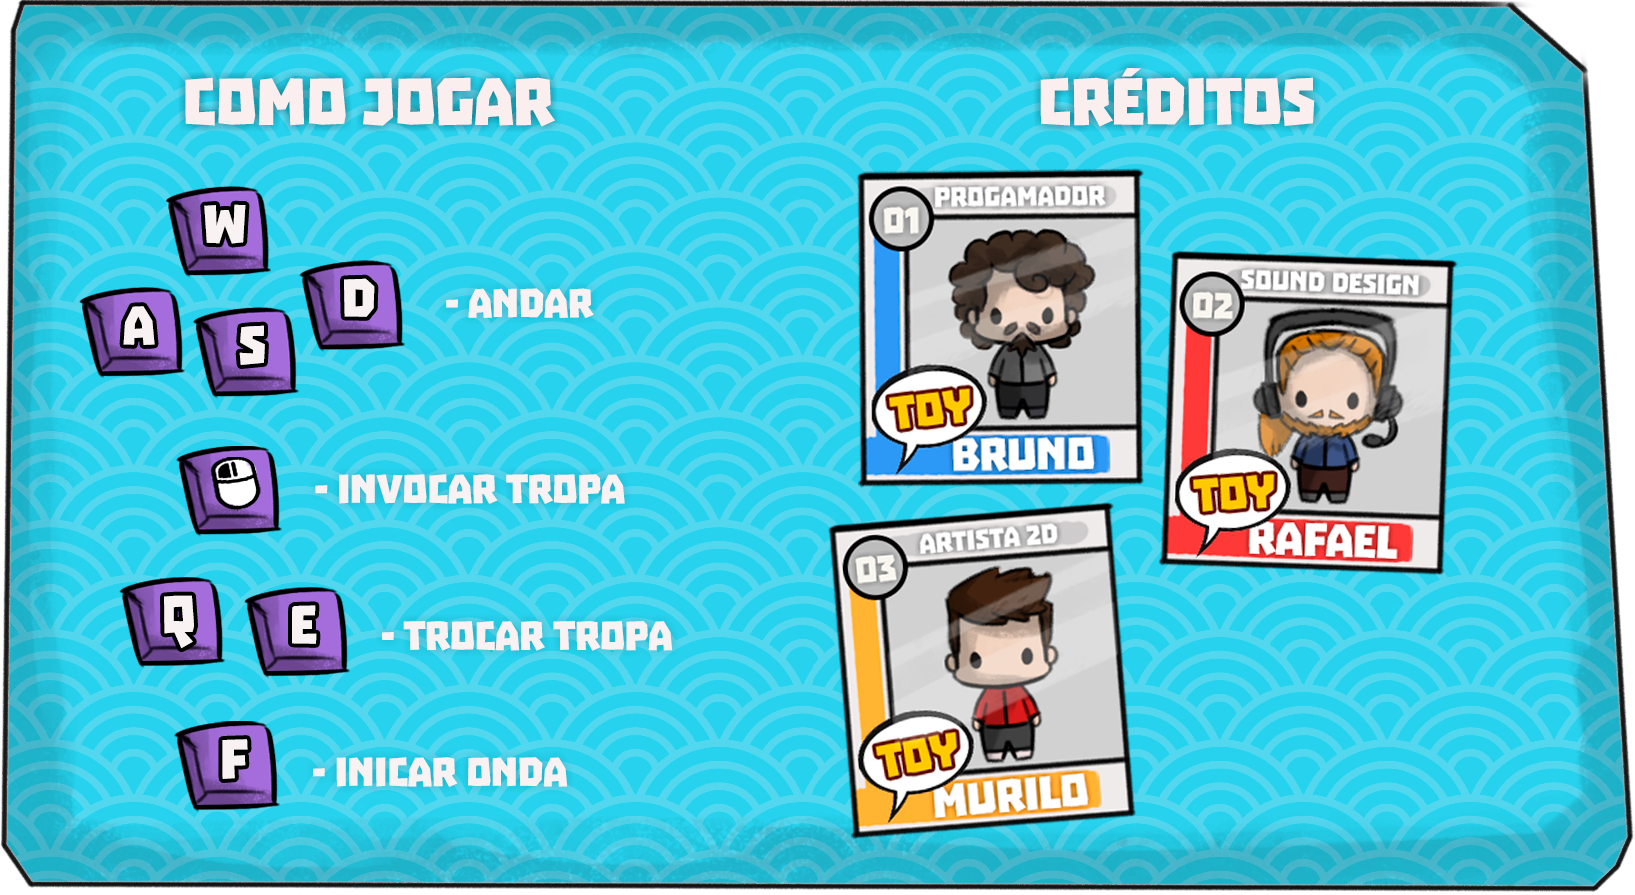 COMO JOGAR
W
A S D
- ANDAR
- INVOCAR TROPA
Q E
- TROCAR TROPA
F
- INICAR ONDA
CRÉDITOS
01
PROGAMADOR
TOY
BRUNO
02
SOUND DESIGN
TOY
RAFAEL
03
ARTISTA 2D
TOY
MURILO